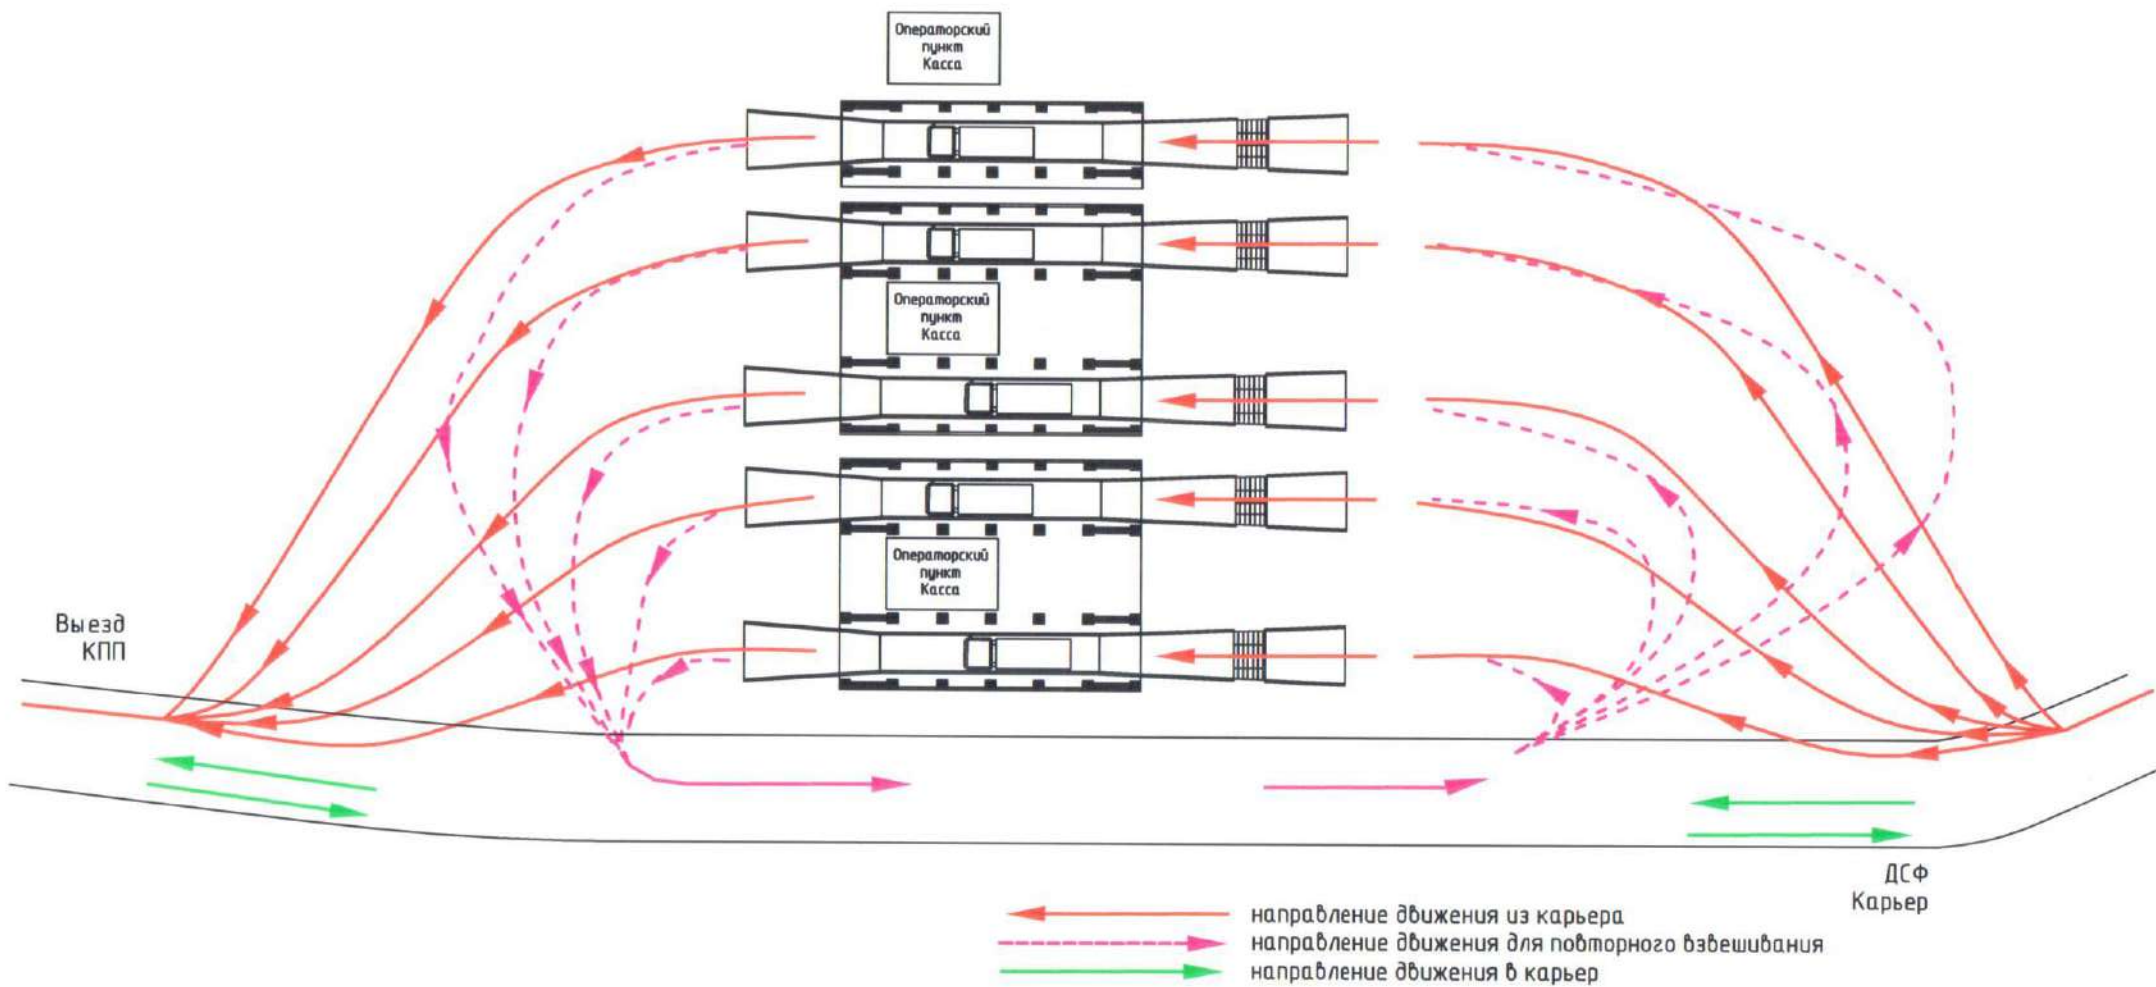 Операторский
пункт
Касса
Операторский
пункт
Касса
Операторский
пункт
Касса
Выезд
КПП
ДСФ
Карьер
направление движения из карьера
направление движения для повторного взвешивания
направление движения в карьер